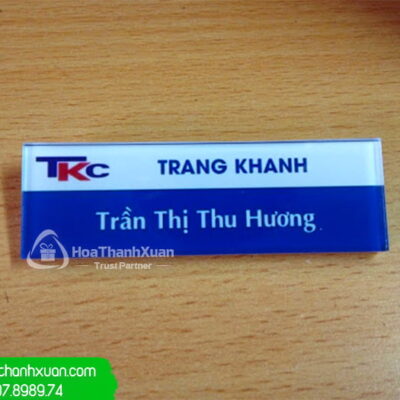 TKC TRANG KHANH
Trần Thị Thu Hương
HoaThanhXuan
Trust Partner
chanhxuan.com
97.8989.74